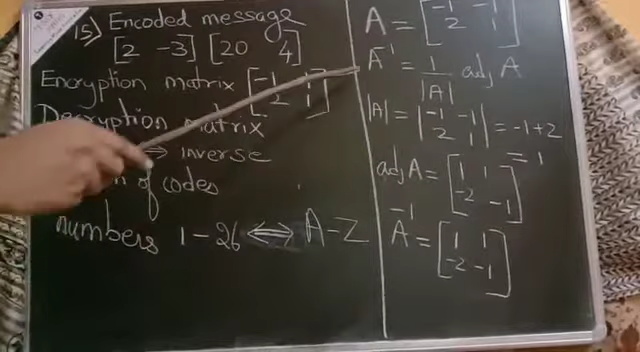 15) Encoded message
[2 -3] [20 4]
Encryption matrix [-1 -1
2 1]
Decryption matrix
⇒ inverse
of codes
numbers 1-26 ⇔ A-Z
A = [-1 -1
2 1]
A⁻¹ = 1/|A| adj A
|A| = |-1 -1
2 1| = -1+2
= 1
adj A = [1 1
-2 -1]
A⁻¹ = [1 1
-2 -1]